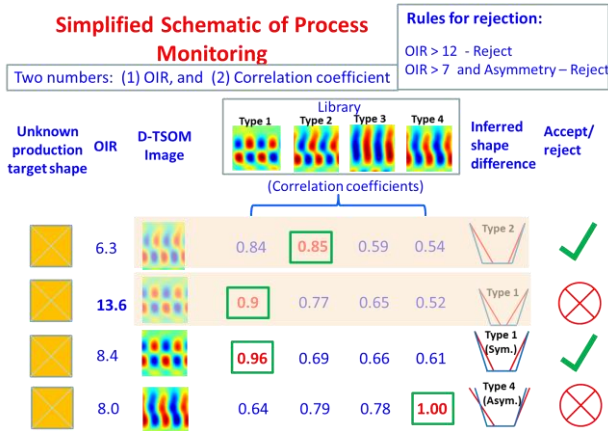 Simplified Schematic of Process
Monitoring
Rules for rejection:
OIR > 12 - Reject
OIR > 7 and Asymmetry – Reject
Two numbers: (1) OIR, and (2) Correlation coefficient
Library
Type 1 Type 2 Type 3 Type 4
Unknown production target shape
OIR
D-TSOM Image
Inferred shape difference
Accept/ reject
(Correlation coefficients)
6.3 0.84 0.85 0.59 0.54 Type 2
13.6 0.9 0.77 0.65 0.52 Type 1
8.4 0.96 0.69 0.66 0.61 Type 1 (Sym.)
8.0 0.64 0.79 0.78 1.00 Type 4 (Asym.)